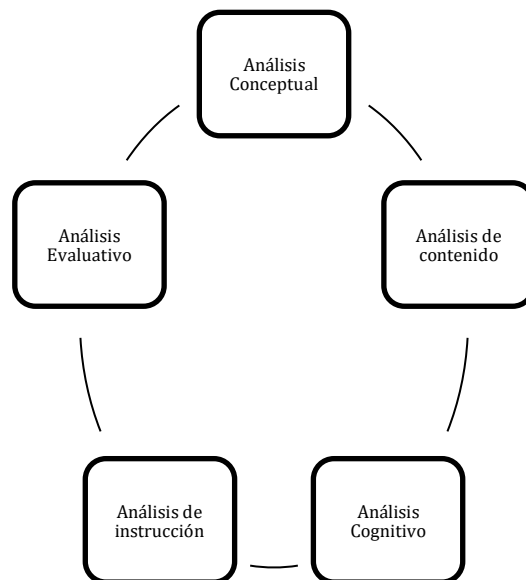 Análisis
Conceptual
Análisis de
contenido
Análisis
Cognitivo
Análisis de
instrucción
Análisis
Evaluativo